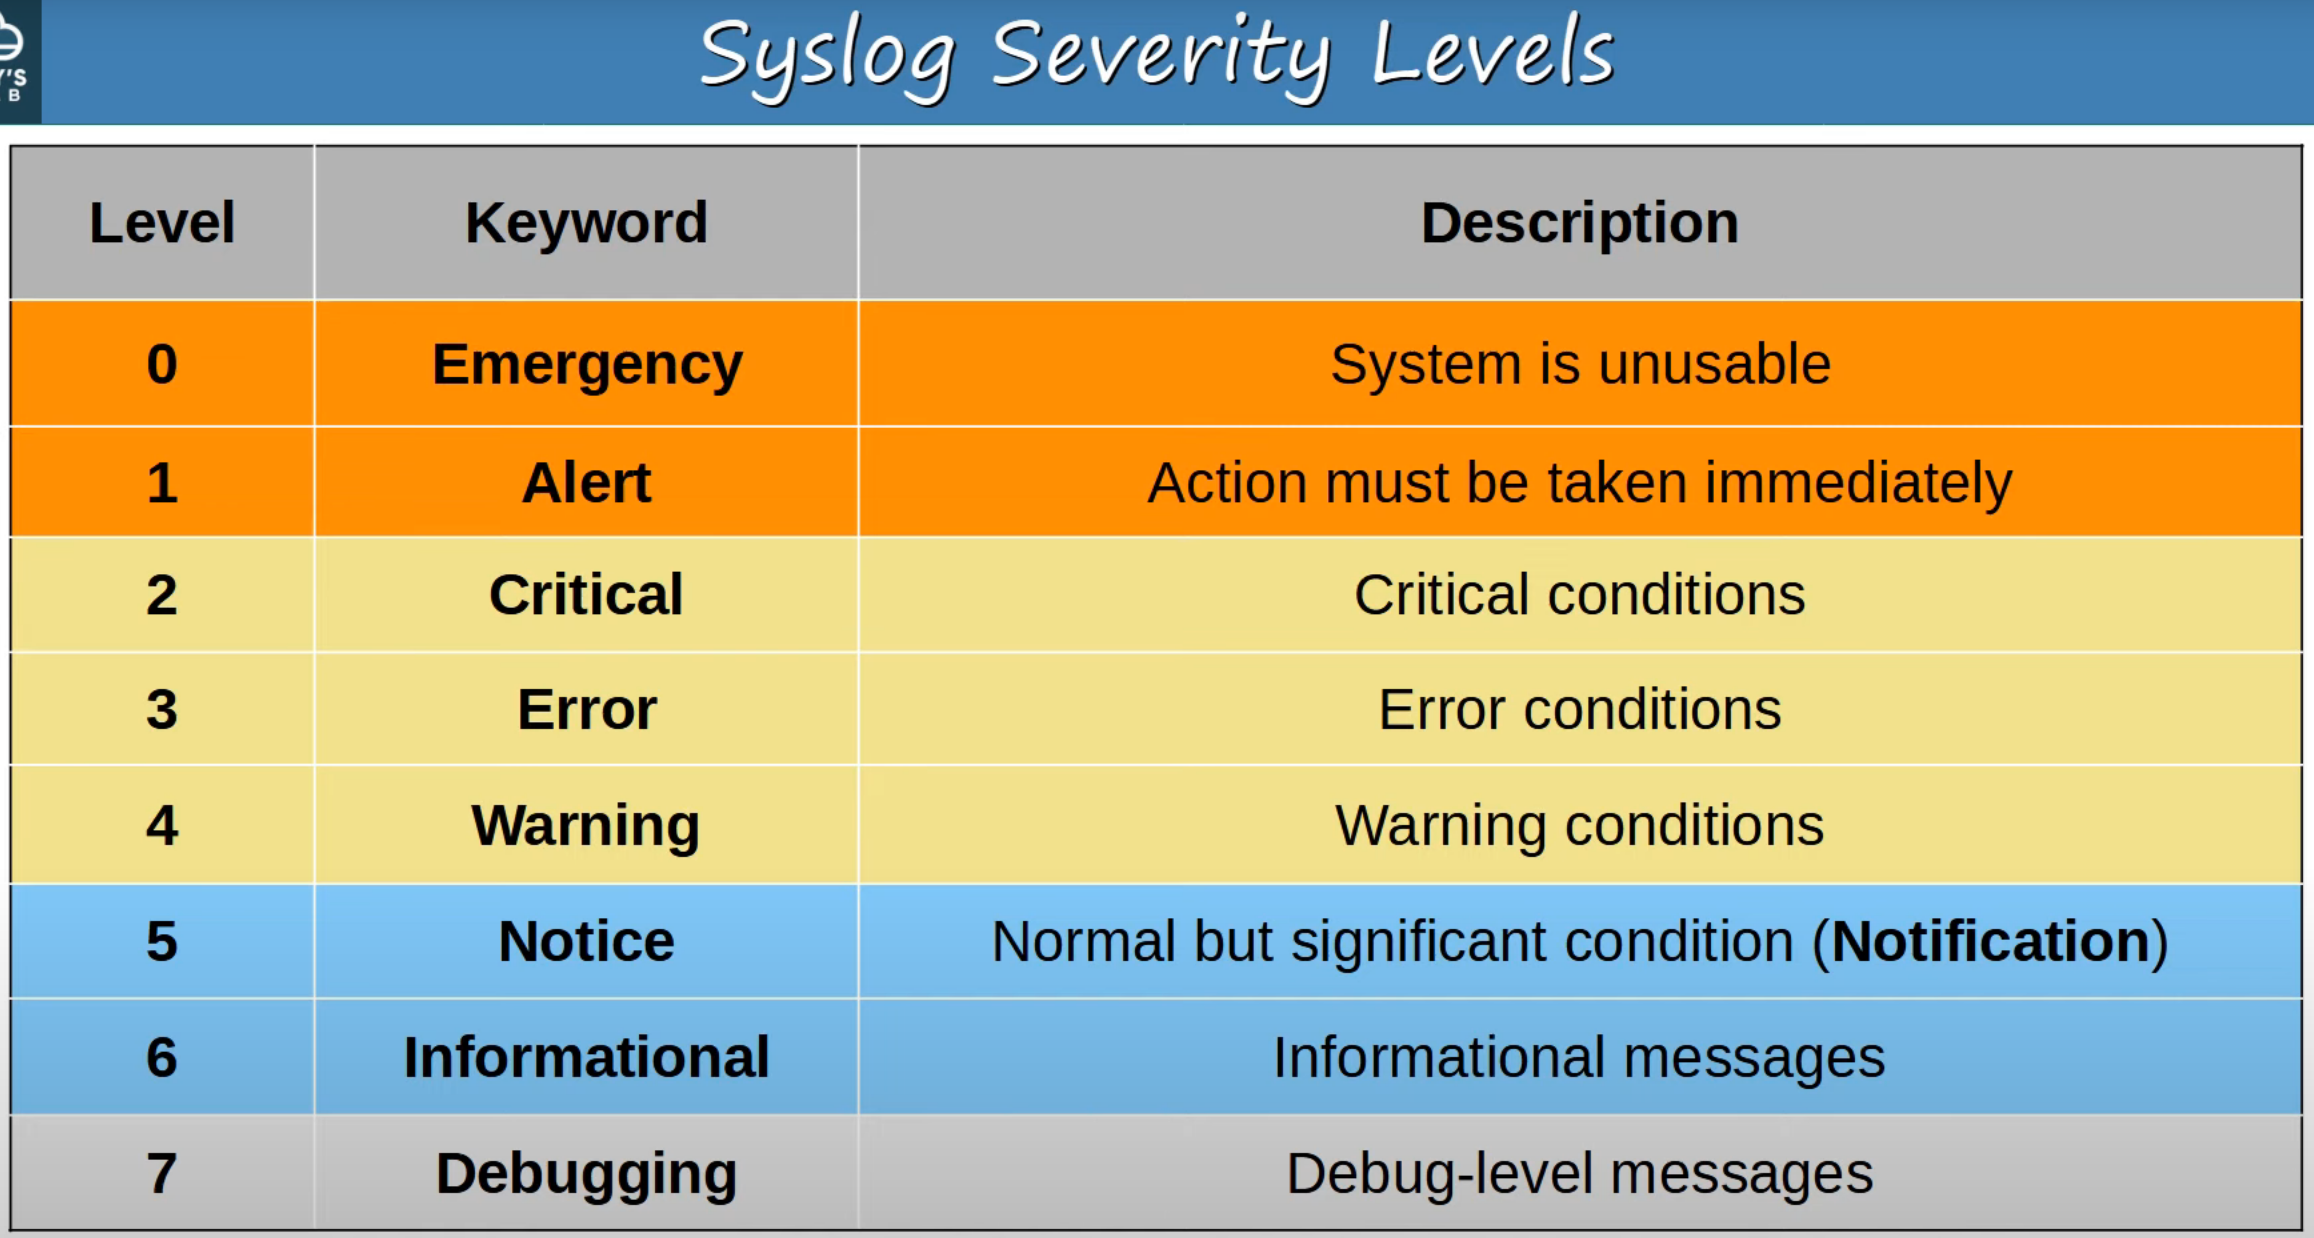 Syslog Severity Levels
Y'S
B
Level Keyword Description
0 Emergency System is unusable
1 Alert Action must be taken immediately
2 Critical Critical conditions
3 Error Error conditions
4 Warning Warning conditions
5 Notice Normal but significant condition (Notification)
6 Informational Informational messages
7 Debugging Debug-level messages